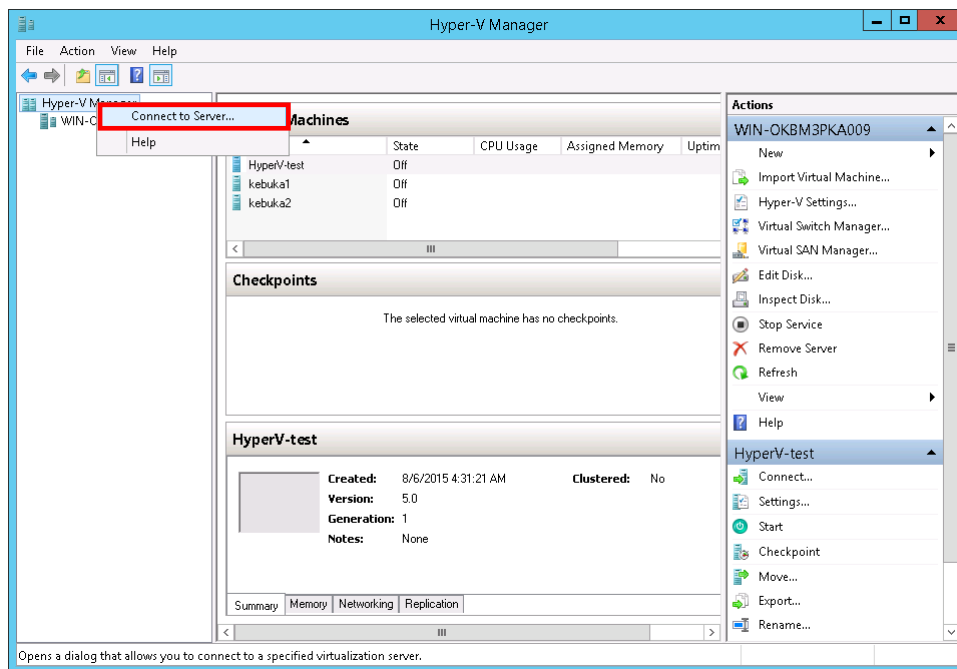 Hyper-V Manager
File Action View Help
Hyper-V Manager
WIN-O
Connect to Server...
Help
Machines
State CPU Usage Assigned Memory Uptim
HyperV-test Off
kebuka1 Off
kebuka2 Off
Checkpoints
The selected virtual machine has no checkpoints.
HyperV-test
Created: 8/6/2015 4:31:21 AM Clustered: No
Version: 5.0
Generation: 1
Notes: None
Summary Memory Networking Replication
Actions
WIN-OKBM3PKA009
New
Import Virtual Machine...
Hyper-V Settings...
Virtual Switch Manager...
Virtual SAN Manager...
Edit Disk...
Inspect Disk...
Stop Service
Remove Server
Refresh
View
Help
HyperV-test
Connect...
Settings...
Start
Checkpoint
Move...
Export...
Rename...
Opens a dialog that allows you to connect to a specified virtualization server.